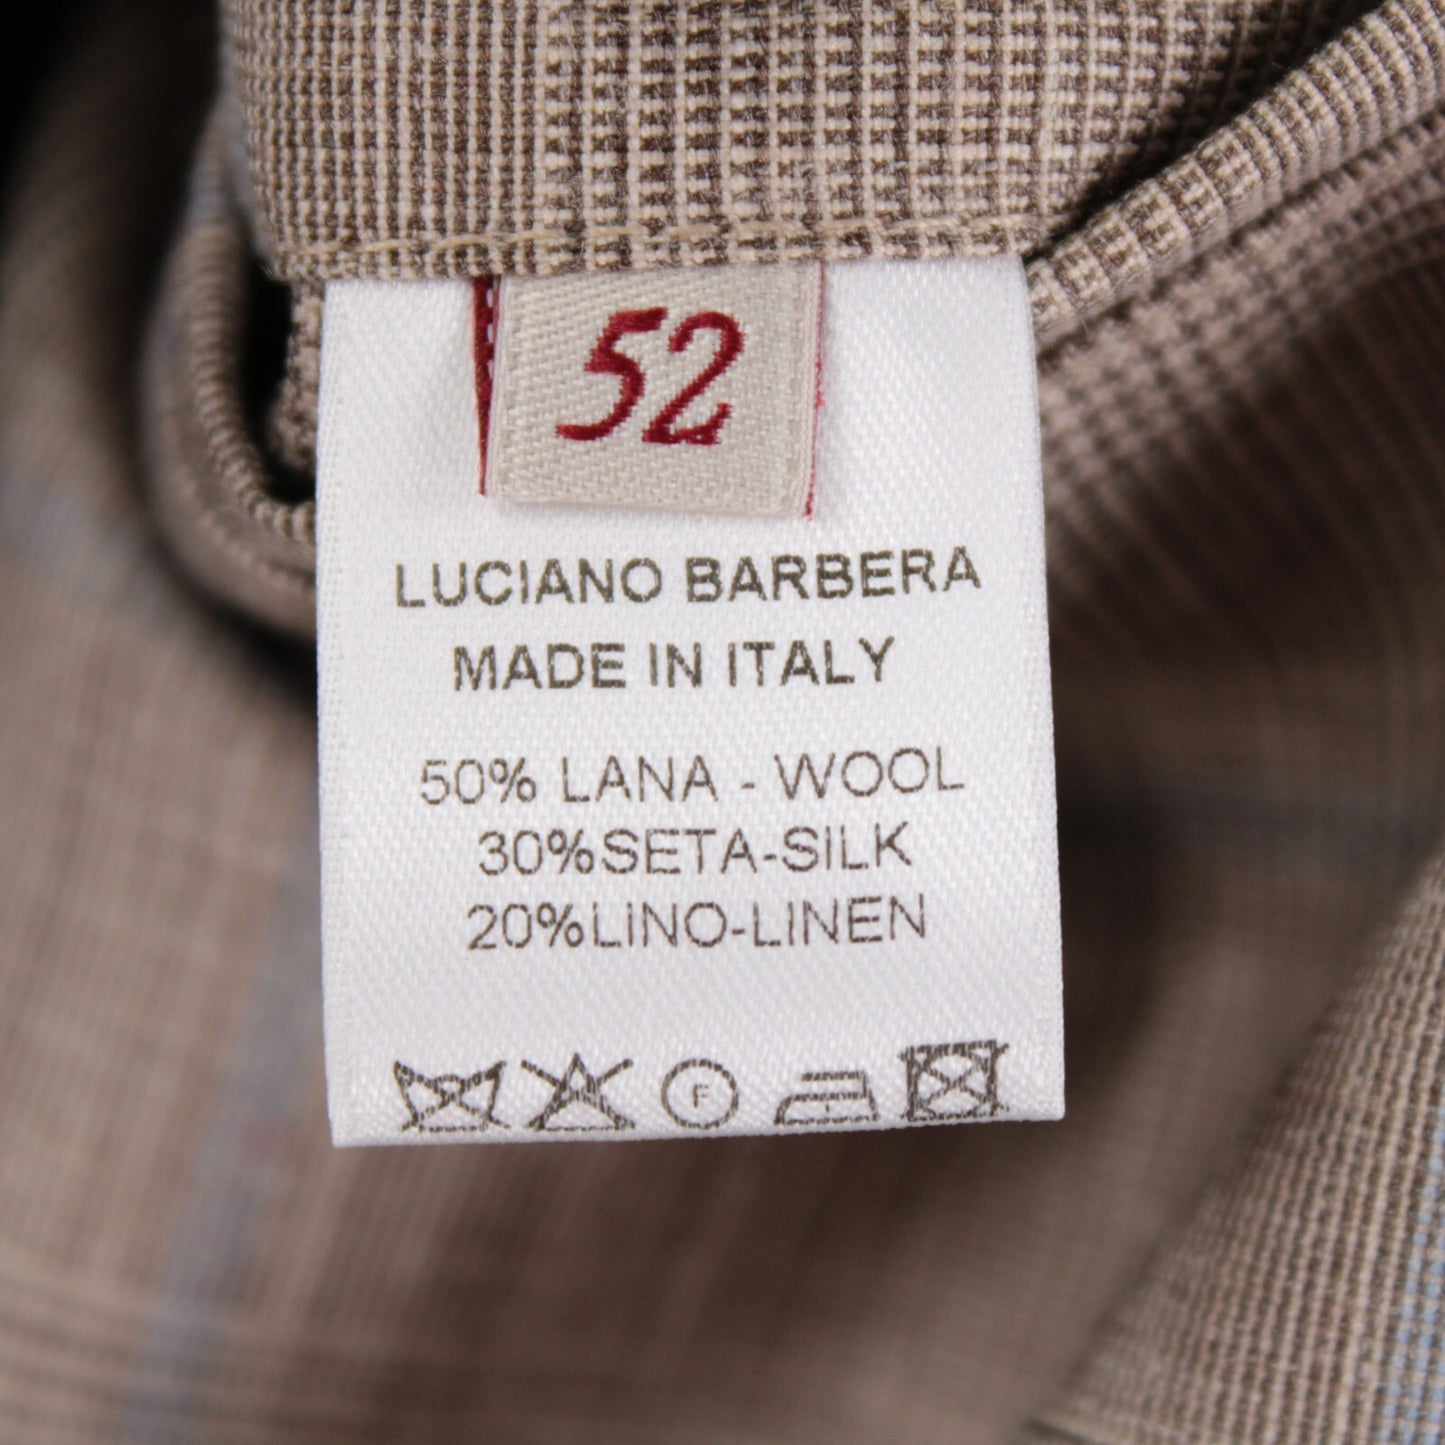 52
LUCIANO BARBERA
MADE IN ITALY
50% LANA - WOOL
30%SETA-SILK
20%LINO-LINEN
F